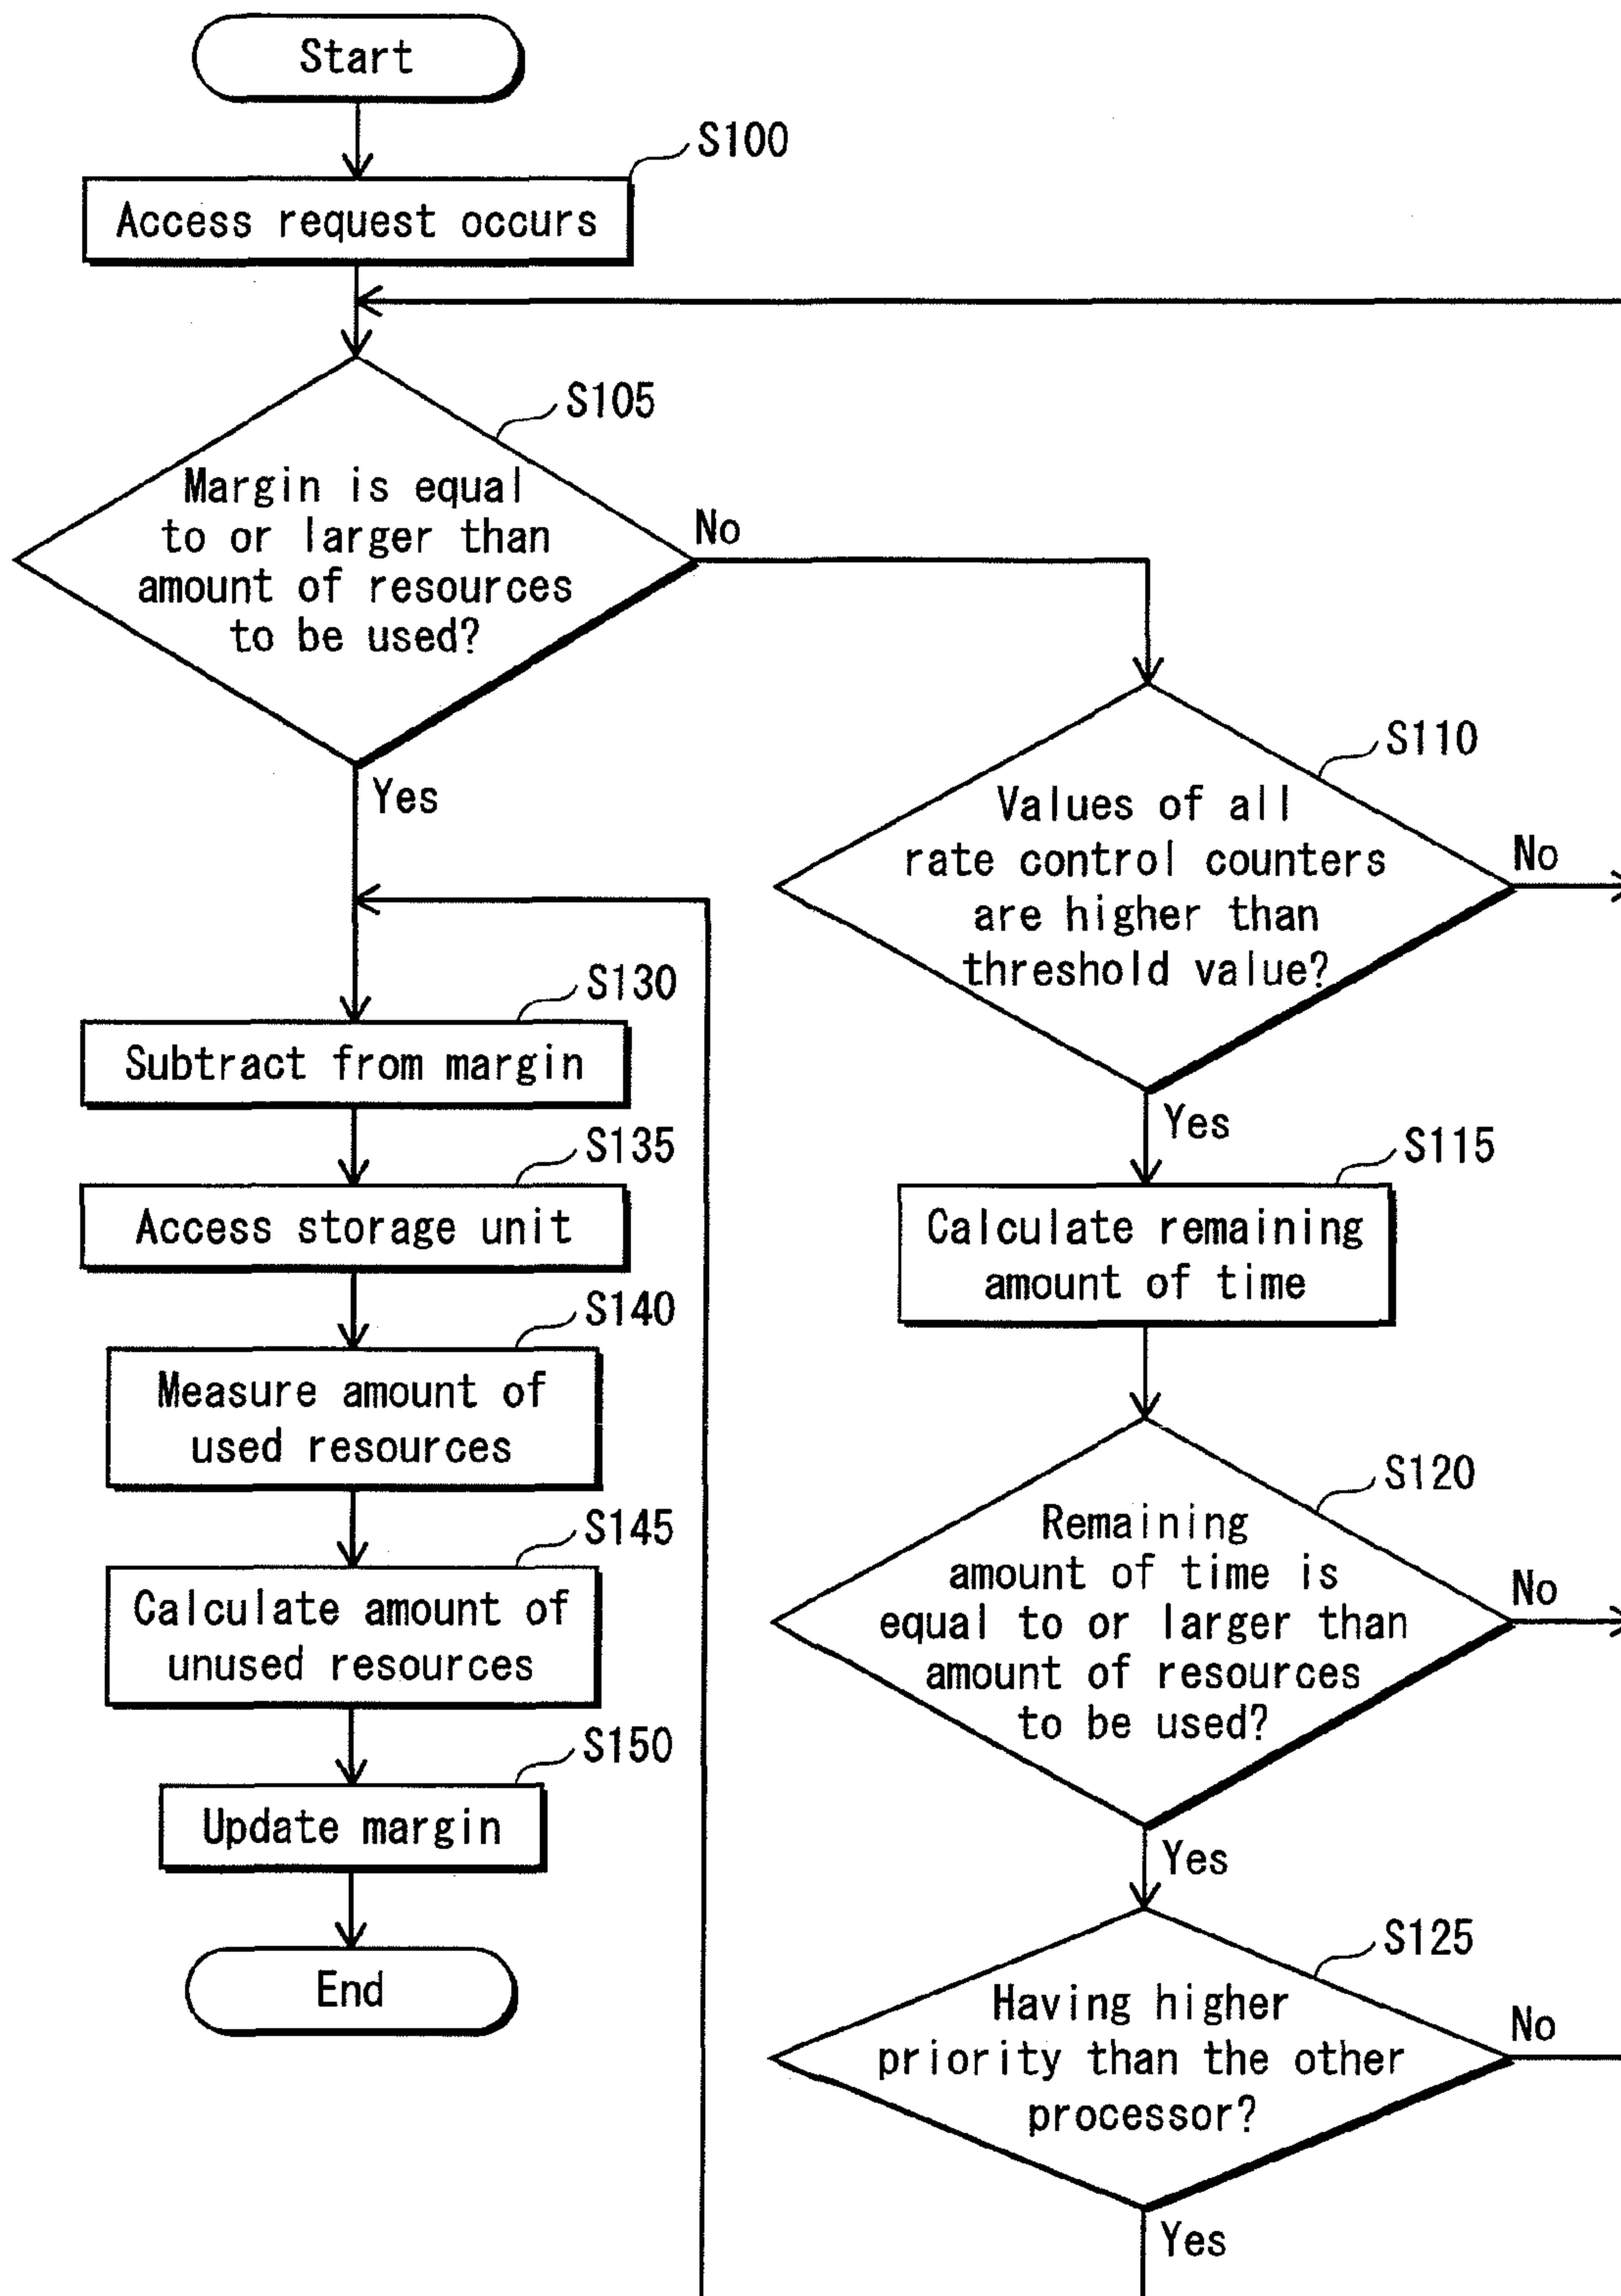 Start
S100
Access request occurs
S105
Margin is equal
to or larger than
amount of resources
to be used?
No
Yes
S110
Values of all
rate control counters
are higher than
threshold value?
No
Yes
S115
Calculate remaining
amount of time
S120
Remaining
amount of time is
equal to or larger than
amount of resources
to be used?
No
Yes
S125
Having higher
priority than the other
processor?
No
Yes
S130
Subtract from margin
S135
Access storage unit
S140
Measure amount of
used resources
S145
Calculate amount of
unused resources
S150
Update margin
End